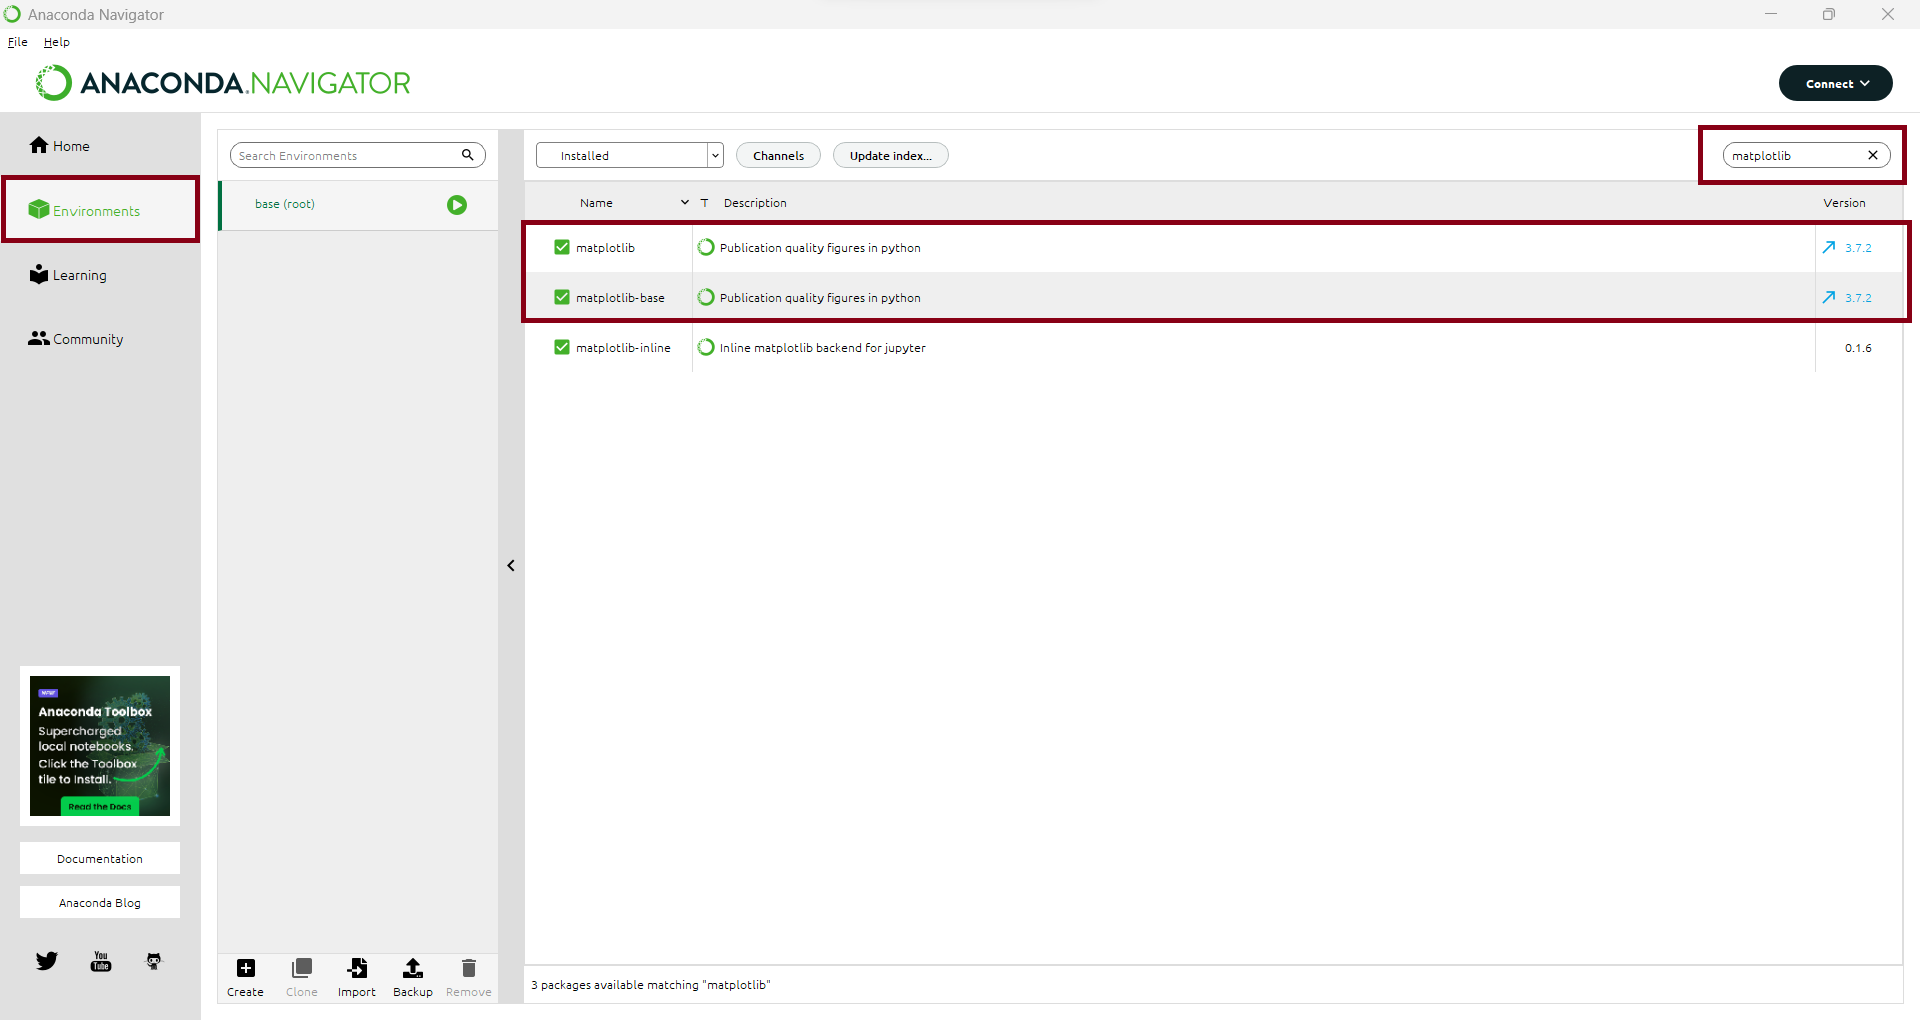 Anaconda Navigator
File Help
ANACONDA.NAVIGATOR
Connect
Home
Environments
Learning
Community
Search Environments
base (root)
Installed
Channels
Update index...
matplotlib
Name T Description Version
matplotlib Publication quality figures in python 3.7.2
matplotlib-base Publication quality figures in python 3.7.2
matplotlib-inline Inline matplotlib backend for jupyter 0.1.6
Anaconda Toolbox
Supercharged
local notebooks.
Click the Toolbox
tile to Install.
Read the Docs
Documentation
Anaconda Blog
You
Tube
Create Clone Import Backup Remove
3 packages available matching "matplotlib"